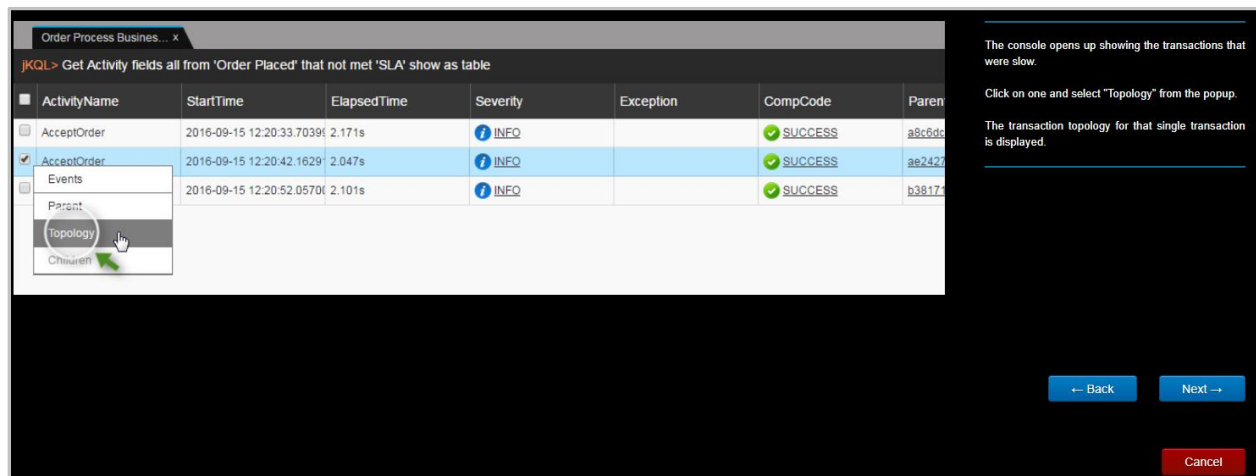 Order Process Busines... x
jKQL> Get Activity fields all from 'Order Placed' that not met 'SLA' show as table
ActivityName StartTime ElapsedTime Severity Exception CompCode Paren
AcceptOrder 2016-09-15 12:20:33.7039 2.171s INFO SUCCESS a8c6dc
AcceptOrder 2016-09-15 12:20:42.1629 2.047s INFO SUCCESS ae2427
2016-09-15 12:20:52.0570 2.101s INFO SUCCESS b38171
Events
Parent
Topology
Children
The console opens up showing the transactions that
were slow.
Click on one and select "Topology" from the popup.
The transaction topology for that single transaction
is displayed.
← Back
Next →
Cancel